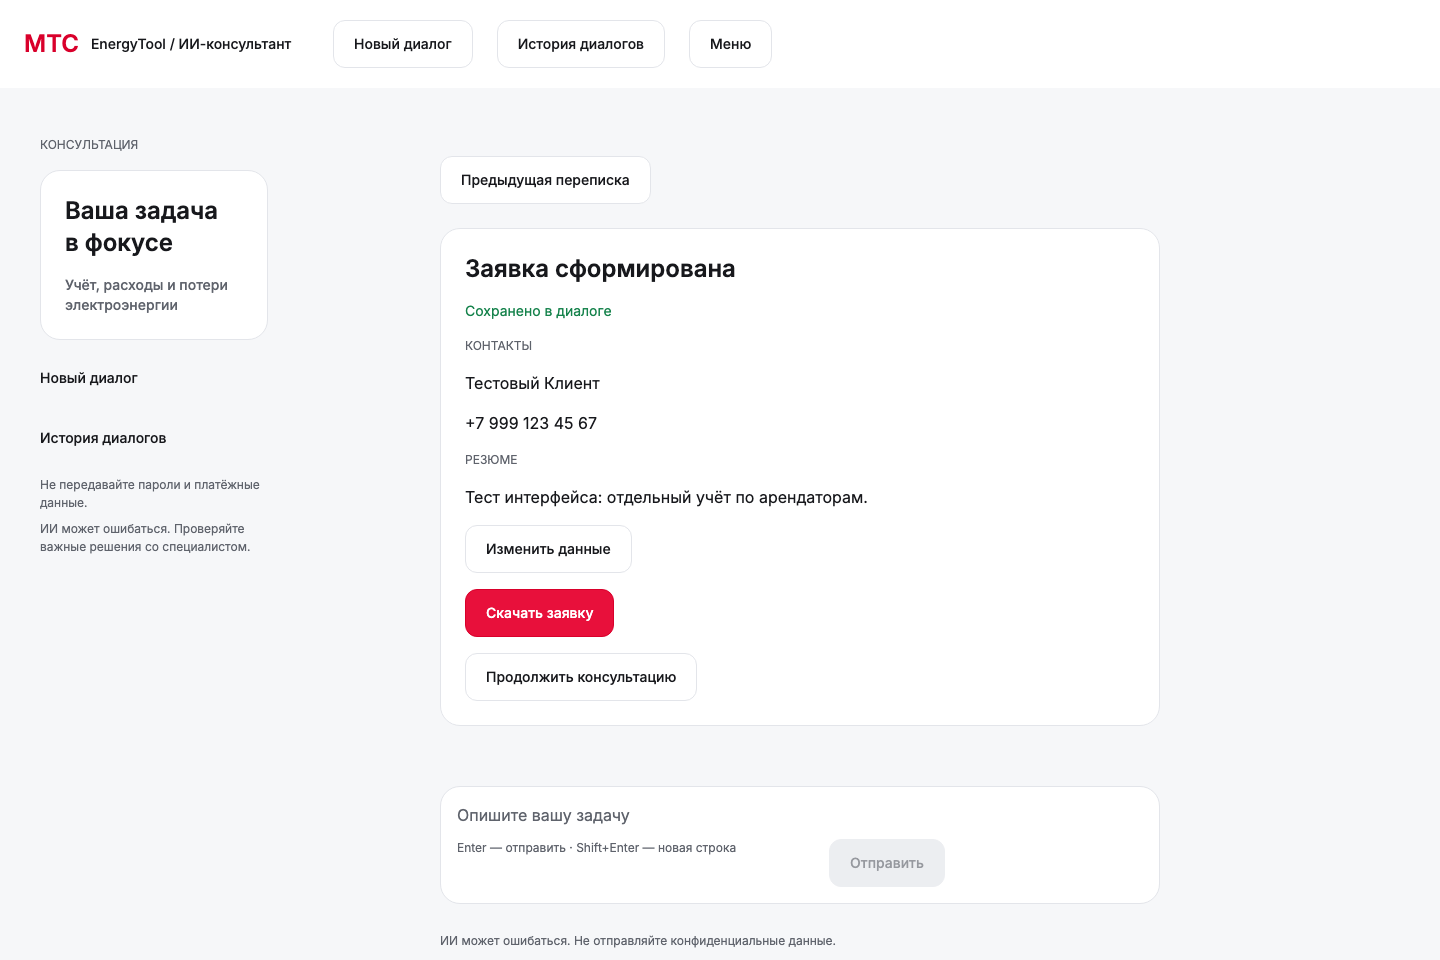 МТС EnergyTool / ИИ-консультант Новый диалог История диалогов Меню
КОНСУЛЬТАЦИЯ
Ваша задача
в фокусе
Учёт, расходы и потери
электроэнергии
Новый диалог
История диалогов
Не передавайте пароли и платёжные
данные.
ИИ может ошибаться. Проверяйте
важные решения со специалистом.
Предыдущая переписка
Заявка сформирована
Сохранено в диалоге
КОНТАКТЫ
Тестовый Клиент
+7 999 123 45 67
РЕЗЮМЕ
Тест интерфейса: отдельный учёт по арендаторам.
Изменить данные
Скачать заявку
Продолжить консультацию
Опишите вашу задачу
Enter — отправить · Shift+Enter — новая строка
Отправить
ИИ может ошибаться. Не отправляйте конфиденциальные данные.